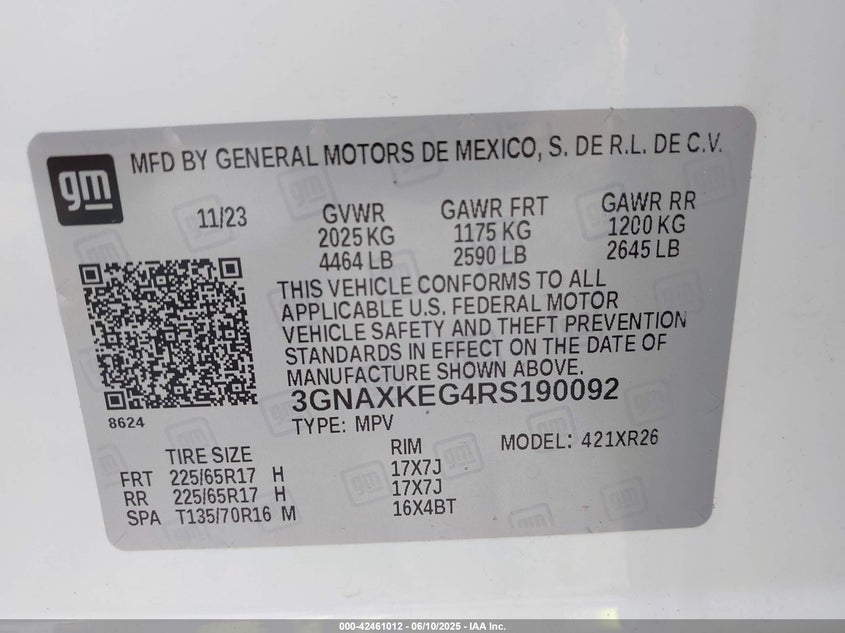 gm
MFD BY GENERAL MOTORS DE MEXICO, S. DE R.L. DE C.V.
11/23 GVWR GAWR FRT GAWR RR
2025 KG 1175 KG 1200 KG
4464 LB 2590 LB 2645 LB
THIS VEHICLE CONFORMS TO ALL
APPLICABLE U.S. FEDERAL MOTOR
VEHICLE SAFETY AND THEFT PREVENTION
STANDARDS IN EFFECT ON THE DATE OF
MANUFACTURE SHOWN ABOVE.
3GNAXKEG4RS190092
8624
TYPE: MPV
MODEL: 421XR26
TIRE SIZE RIM
FRT 225/65R17 H 17X7J
RR 225/65R17 H 17X7J
SPA T135/70R16 M 16X4BT
000-42461012 - 06/10/2025 - IAA Inc.